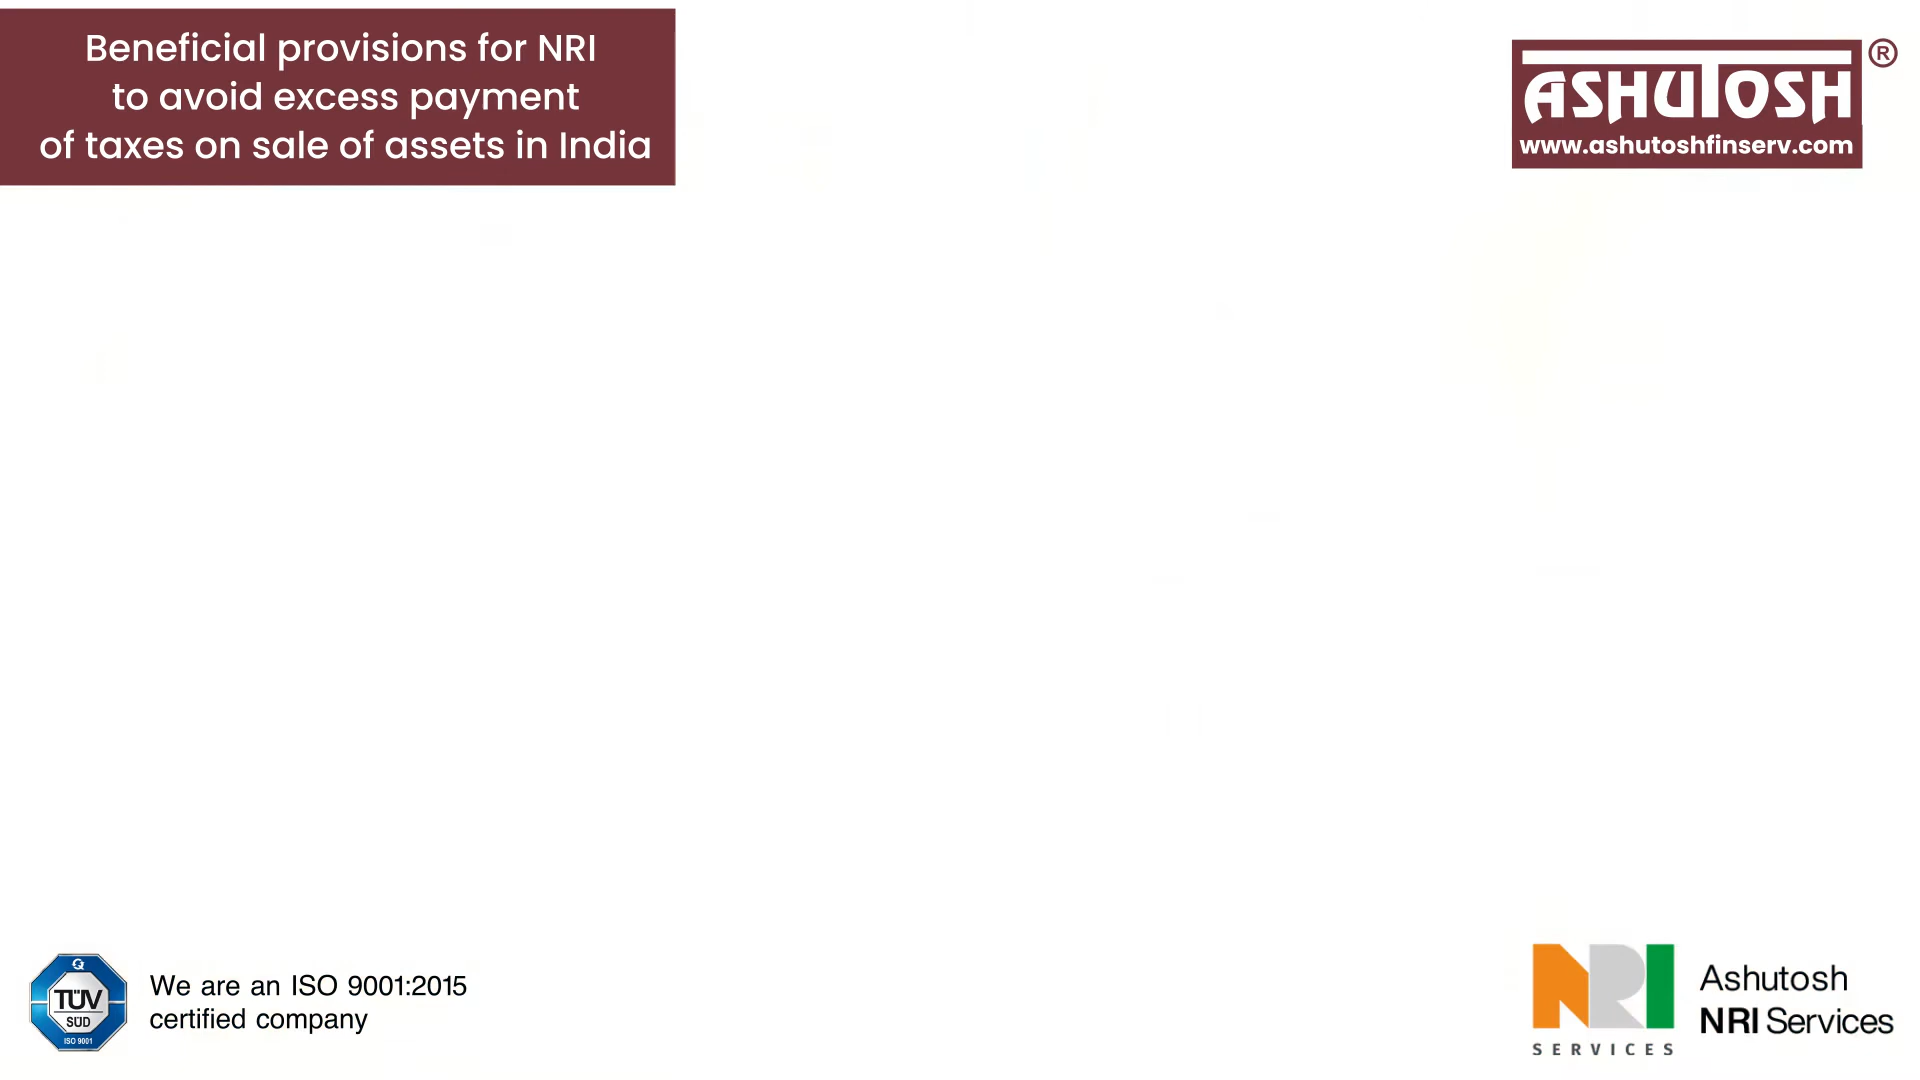 Beneficial provisions for NRI
to avoid excess payment
of taxes on sale of assets in India
ASHUTOSH ®
www.ashutoshfinserv.com
TÜV
SÜD
ISO 9001
We are an ISO 9001:2015
certified company
NRI
SERVICES
Ashutosh
NRI Services